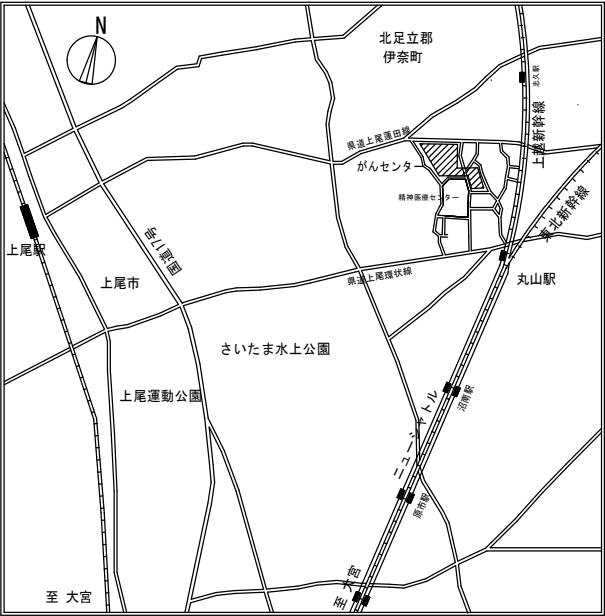 N
北足立郡
伊奈町
志久駅
上越新幹線
県道上尾蓮田線
がんセンター
精神医療センター
東北新幹線
国道17号
上尾駅
上尾市
県道上尾環状線
丸山駅
さいたま水上公園
上尾運動公園
沼南駅
ニューシャトル
原市駅
至 大宮
至 大宮